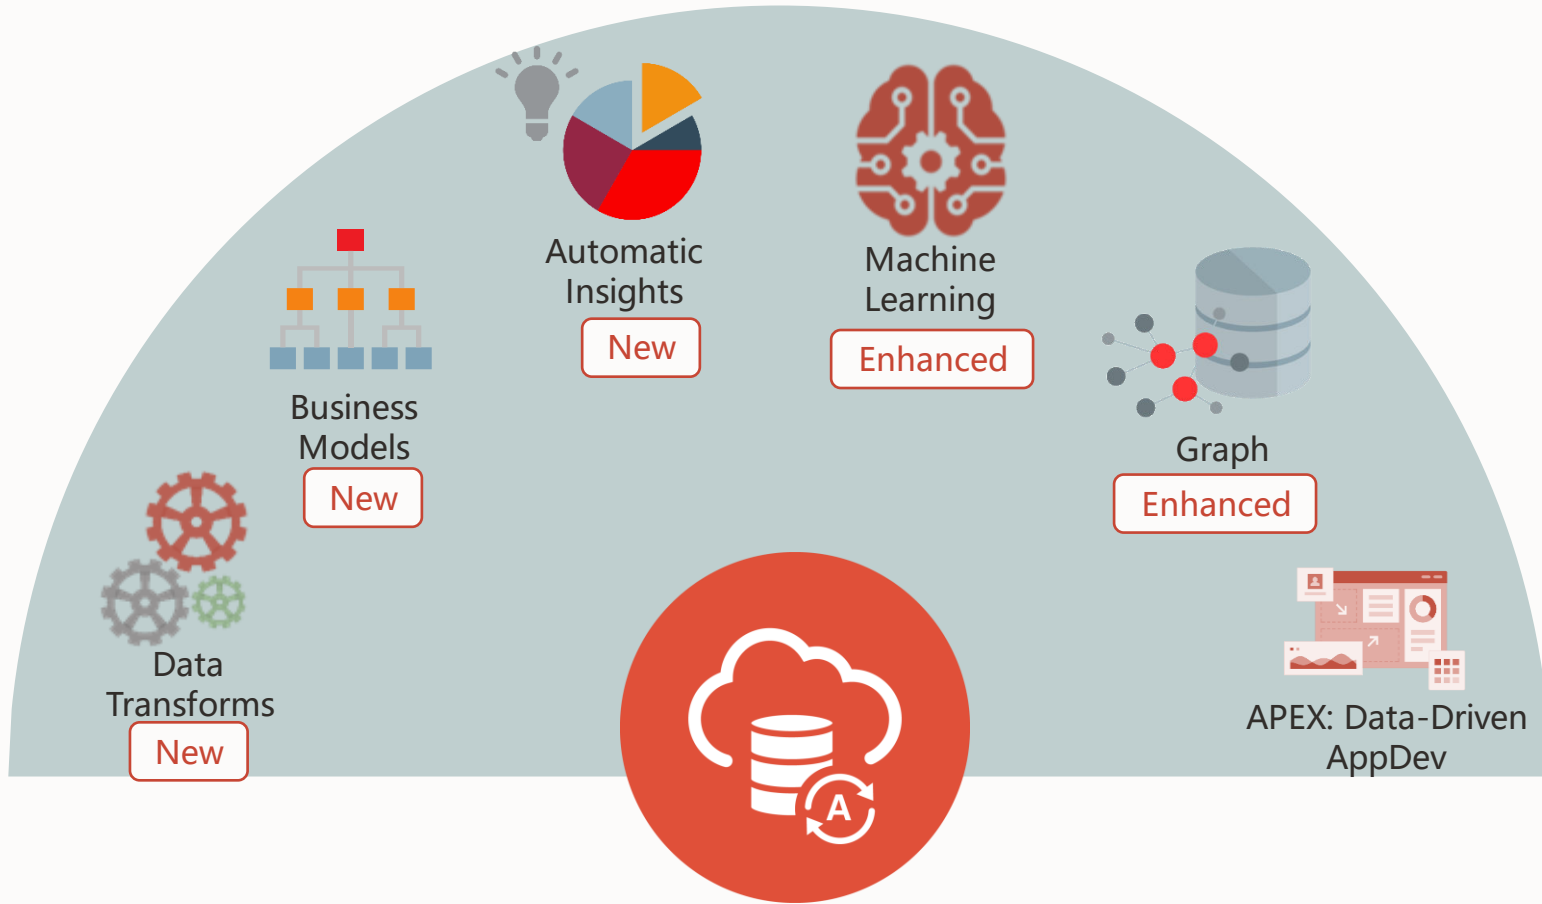 Automatic
Insights
New
Machine
Learning
Enhanced
Business
Models
New
Graph
Enhanced
Data
Transforms
New
APEX: Data-Driven
AppDev
A